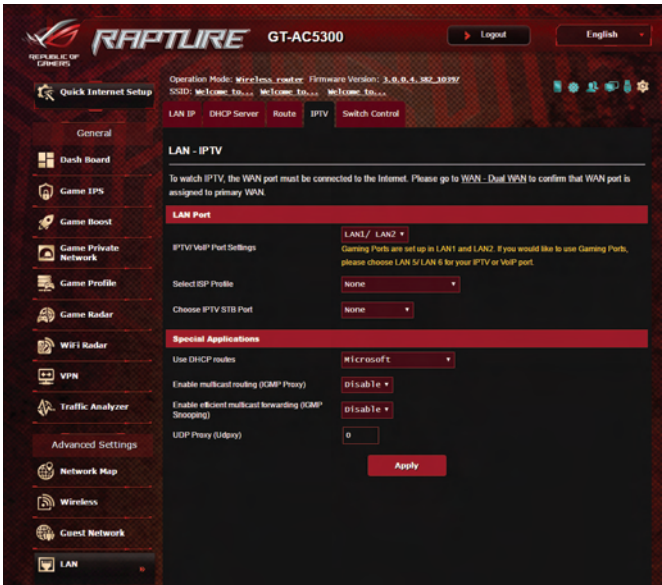 REPUBLIC OF
GAMERS
RAPTURE
GT-AC5300
Logout
English
Quick Internet Setup
Operation Mode: Wireless router Firmware Version: 3.0.0.4.382_10397
SSID: Welcome to... Welcome to... Welcome to...
LAN IP DHCP Server Route IPTV Switch Control
General
Dash Board
Game IPS
Game Boost
Game Private
Network
Game Profile
Game Radar
WiFi Radar
VPN
Traffic Analyzer
Advanced Settings
Network Map
Wireless
Guest Network
LAN »
LAN - IPTV
To watch IPTV, the WAN port must be connected to the Internet. Please go to WAN - Dual WAN to confirm that WAN port is
assigned to primary WAN.
LAN Port
IPTV/VoIP Port Settings
LAN1/ LAN2
Gaming Ports are set up in LAN1 and LAN2. If you would like to use Gaming Ports,
please choose LAN 5/ LAN 6 for your IPTV or VoIP port.
Select ISP Profile None
Choose IPTV STB Port None
Special Applications
Use DHCP routes Microsoft
Enable multicast routing (IGMP Proxy) Disable
Enable efficient multicast forwarding (IGMP
Snooping) Disable
UDP Proxy (Udpxy) 0
Apply